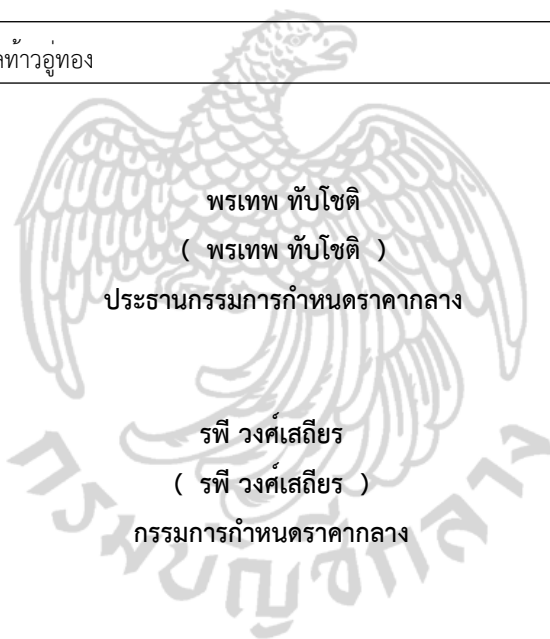 ท้าวอู่ทอง
พรเทพ ทับโชติ
( พรเทพ ทับโชติ )
ประธานกรรมการกำหนดราคากลาง
รพี วงศ์เสถียร
( รพี วงศ์เสถียร )
กรรมการกำหนดราคากลาง
กรมบัญชีกลาง